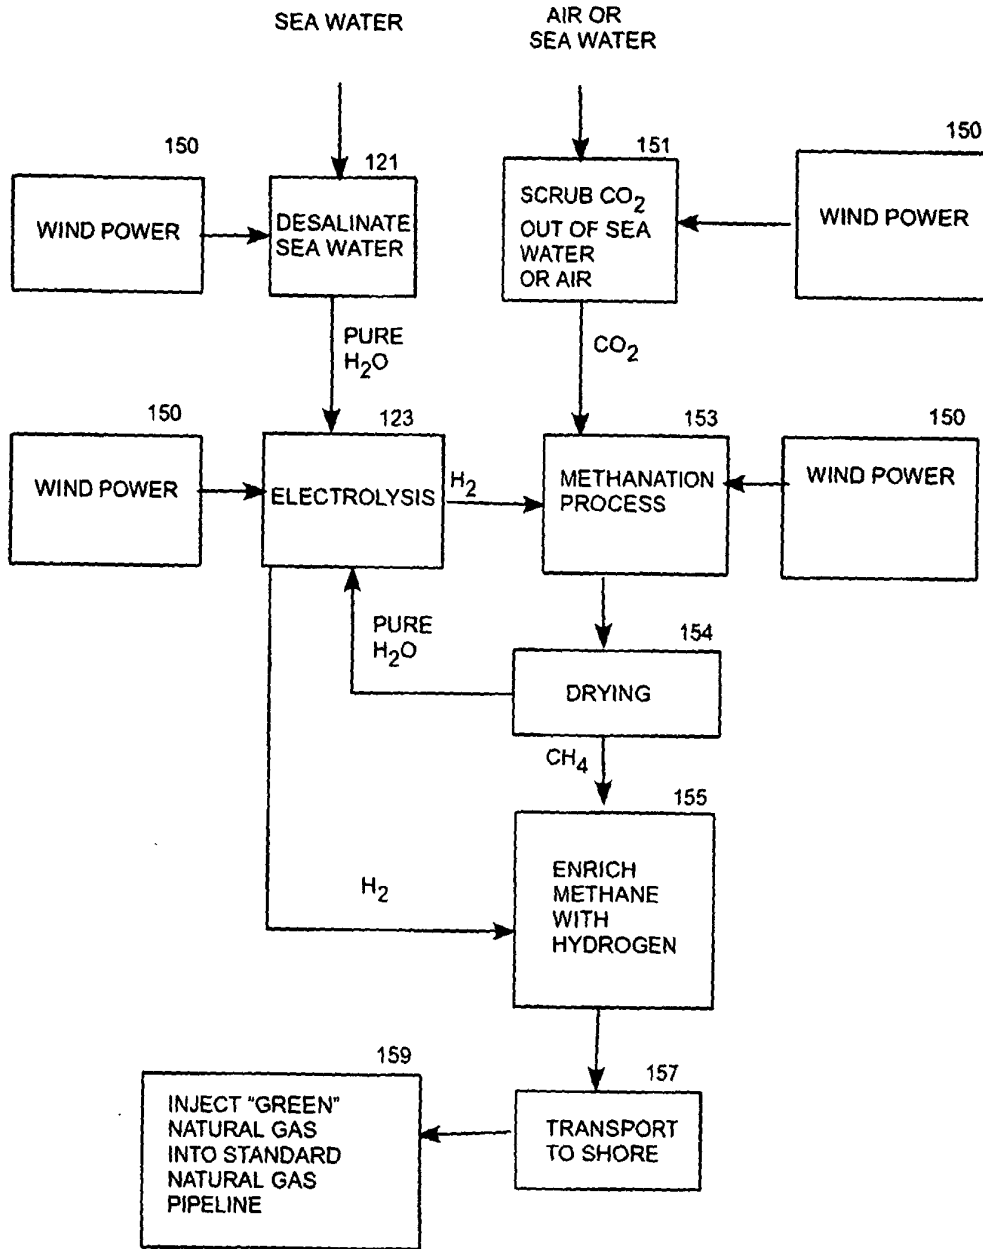 SEA WATER
AIR OR
SEA WATER
150
121
151
150
WIND POWER
DESALINATE
SEA WATER
SCRUB CO2
OUT OF SEA
WATER
OR AIR
WIND POWER
PURE
H2O
CO2
150
123
153
150
WIND POWER
ELECTROLYSIS
H2
METHANATION
PROCESS
WIND POWER
PURE
H2O
154
DRYING
CH4
155
ENRICH
METHANE
WITH
HYDROGEN
H2
159
157
INJECT "GREEN"
NATURAL GAS
INTO STANDARD
NATURAL GAS
PIPELINE
TRANSPORT
TO SHORE